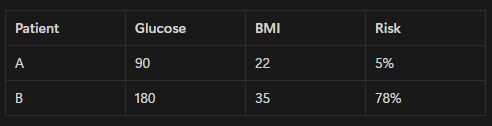 Patient Glucose BMI Risk
A 90 22 5%
B 180 35 78%